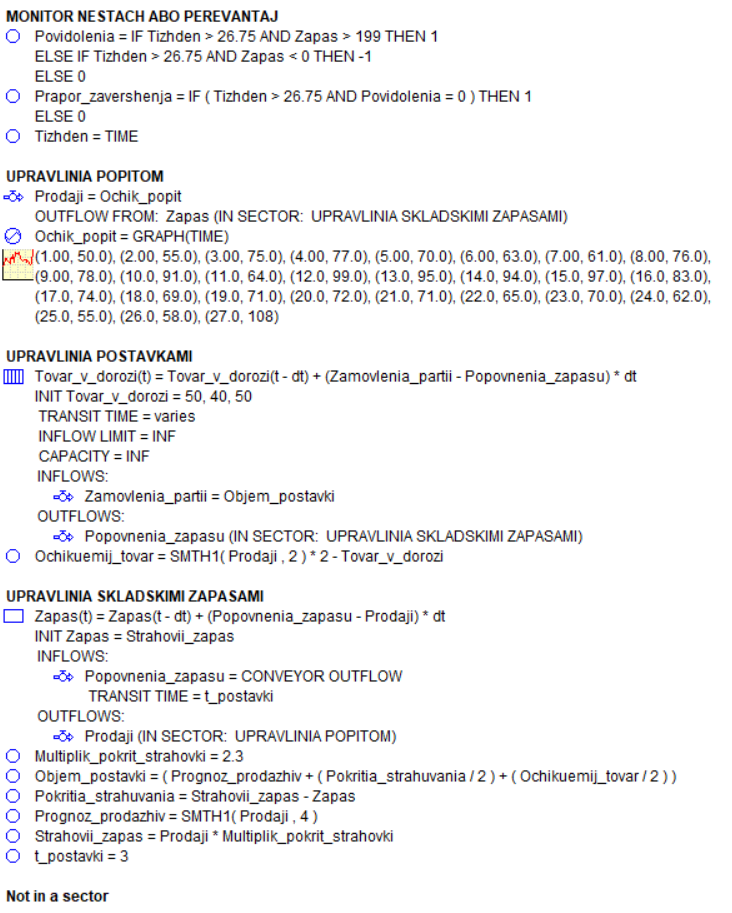 MONITOR NESTACH ABO PEREVANTAJ
Povidolenia = IF Tizhden > 26.75 AND Zapas > 199 THEN 1
ELSE IF Tizhden > 26.75 AND Zapas < 0 THEN -1
ELSE 0
Prapor_zavershenja = IF ( Tizhden > 26.75 AND Povidolenia = 0 ) THEN 1
ELSE 0
Tizhden = TIME
UPRAVLINIA POPITOM
Prodaji = Ochik_popit
OUTFLOW FROM: Zapas (IN SECTOR: UPRAVLINIA SKLADSKIMI ZAPASAMI)
Ochik_popit = GRAPH(TIME)
(1.00, 50.0), (2.00, 55.0), (3.00, 75.0), (4.00, 77.0), (5.00, 70.0), (6.00, 63.0), (7.00, 61.0), (8.00, 76.0),
(9.00, 78.0), (10.0, 91.0), (11.0, 64.0), (12.0, 99.0), (13.0, 95.0), (14.0, 94.0), (15.0, 97.0), (16.0, 83.0),
(17.0, 74.0), (18.0, 69.0), (19.0, 71.0), (20.0, 72.0), (21.0, 71.0), (22.0, 65.0), (23.0, 70.0), (24.0, 62.0),
(25.0, 55.0), (26.0, 58.0), (27.0, 108)
UPRAVLINIA POSTAVKAMI
Tovar_v_dorozi(t) = Tovar_v_dorozi(t - dt) + (Zamovlenia_partii - Popovnenia_zapasu) * dt
INIT Tovar_v_dorozi = 50, 40, 50
TRANSIT TIME = varies
INFLOW LIMIT = INF
CAPACITY = INF
INFLOWS:
Zamovlenia_partii = Objem_postavki
OUTFLOWS:
Popovnenia_zapasu (IN SECTOR: UPRAVLINIA SKLADSKIMI ZAPASAMI)
Ochikuemij_tovar = SMTH1( Prodaji , 2 ) * 2 - Tovar_v_dorozi
UPRAVLINIA SKLADSKIMI ZAPASAMI
Zapas(t) = Zapas(t - dt) + (Popovnenia_zapasu - Prodaji) * dt
INIT Zapas = Strahovii_zapas
INFLOWS:
Popovnenia_zapasu = CONVEYOR OUTFLOW
TRANSIT TIME = t_postavki
OUTFLOWS:
Prodaji (IN SECTOR: UPRAVLINIA POPITOM)
Multiplik_pokrit_strahovki = 2.3
Objem_postavki = ( Prognoz_prodazhiv + ( Pokritia_strahuvania / 2 ) + ( Ochikuemij_tovar / 2 ) )
Pokritia_strahuvania = Strahovii_zapas - Zapas
Prognoz_prodazhiv = SMTH1( Prodaji , 4 )
Strahovii_zapas = Prodaji * Multiplik_pokrit_strahovki
t_postavki = 3
Not in a sector